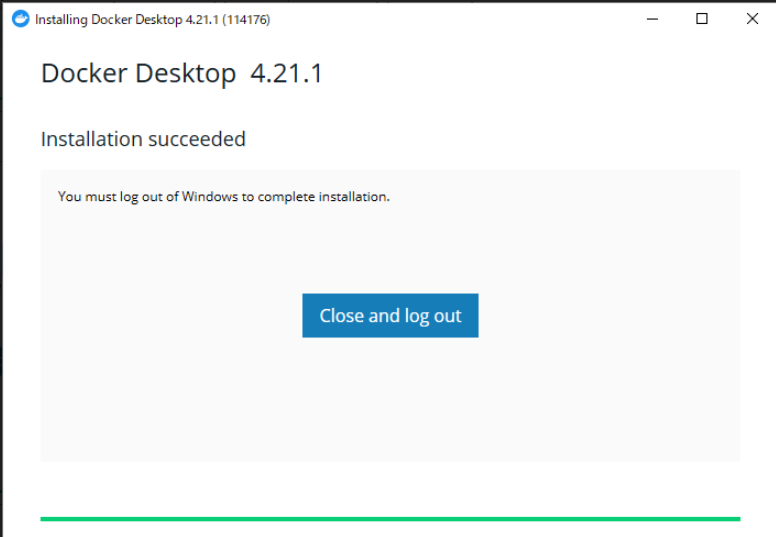 Installing Docker Desktop 4.21.1 (114176)
Docker Desktop 4.21.1
Installation succeeded
You must log out of Windows to complete installation.
Close and log out